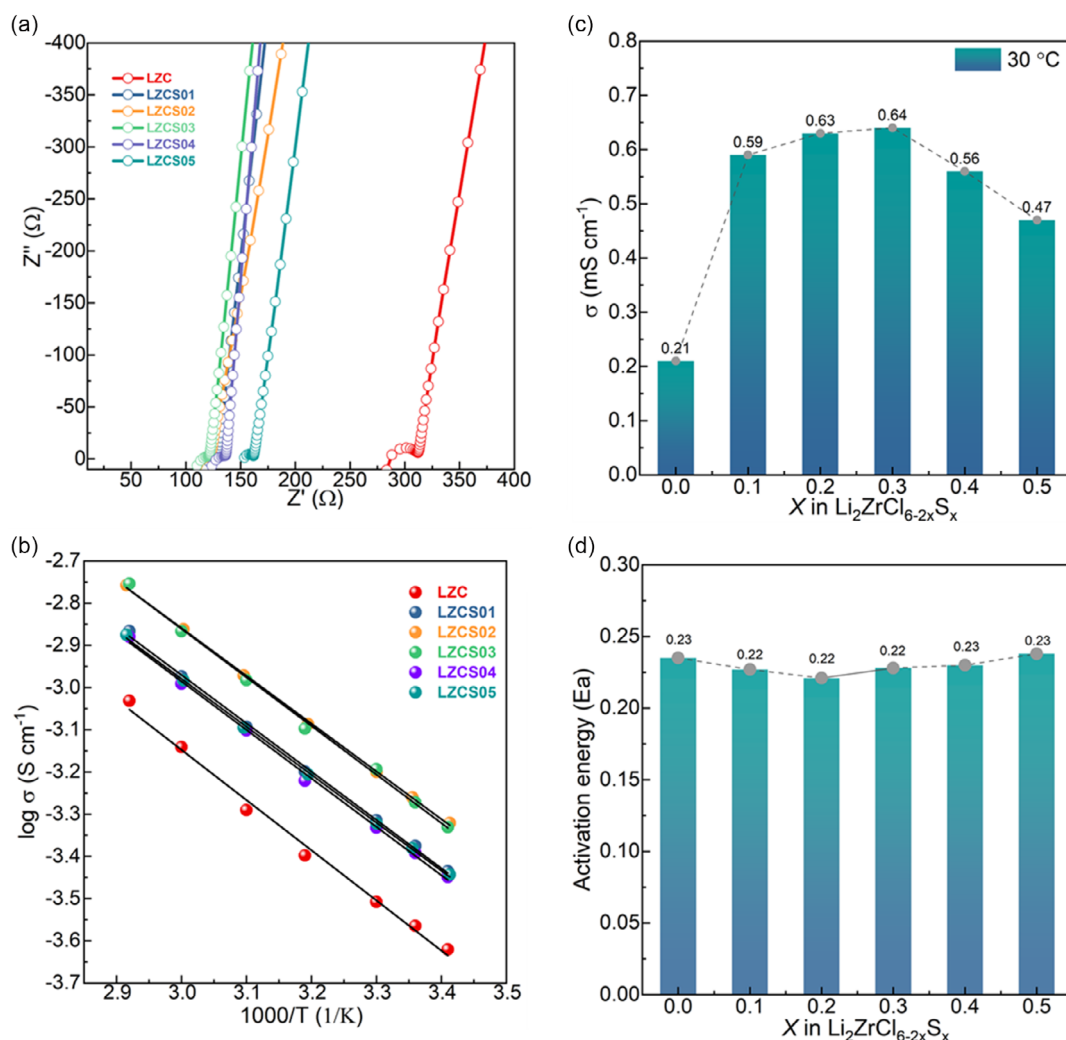 (a)
-400
-350
-300
-250
-200
-150
-100
-50
0
Z'' (Ω)
LZC
LZCS01
LZCS02
LZCS03
LZCS04
LZCS05
50 100 150 200 250 300 350 400
Z' (Ω)
(c)
0.8
0.7
0.6
0.5
0.4
0.3
0.2
0.1
0.0
σ (mS cm⁻¹)
30 °C
0.21
0.59
0.63
0.64
0.56
0.47
0.0 0.1 0.2 0.3 0.4 0.5
X in Li₂ZrCl₆₋₂ₓSₓ
(b)
-2.7
-2.8
-2.9
-3.0
-3.1
-3.2
-3.3
-3.4
-3.5
-3.6
-3.7
log σ (S cm⁻¹)
LZC
LZCS01
LZCS02
LZCS03
LZCS04
LZCS05
2.9 3.0 3.1 3.2 3.3 3.4 3.5
1000/T (1/K)
(d)
0.30
0.25
0.20
0.15
0.10
0.05
0.00
Activation energy (Ea)
0.23
0.22
0.22
0.22
0.23
0.23
0.0 0.1 0.2 0.3 0.4 0.5
X in Li₂ZrCl₆₋₂ₓSₓ